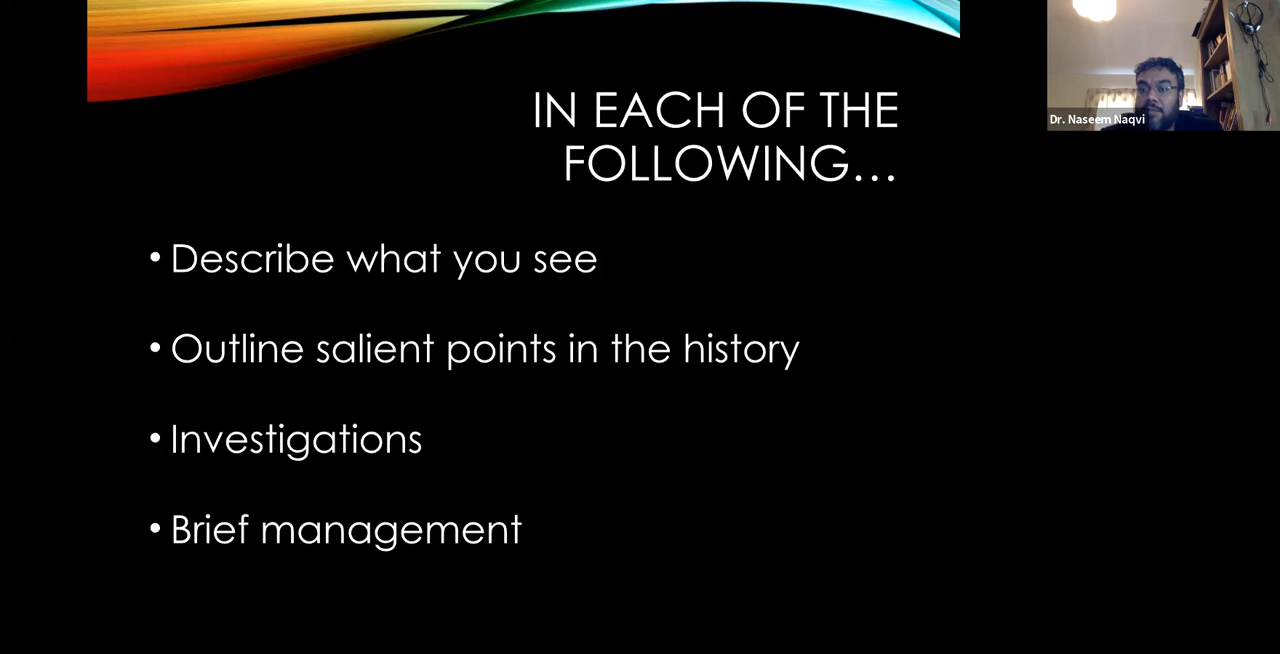 IN EACH OF THE
FOLLOWING...
Dr. Naseem Naqvi
• Describe what you see
• Outline salient points in the history
• Investigations
• Brief management